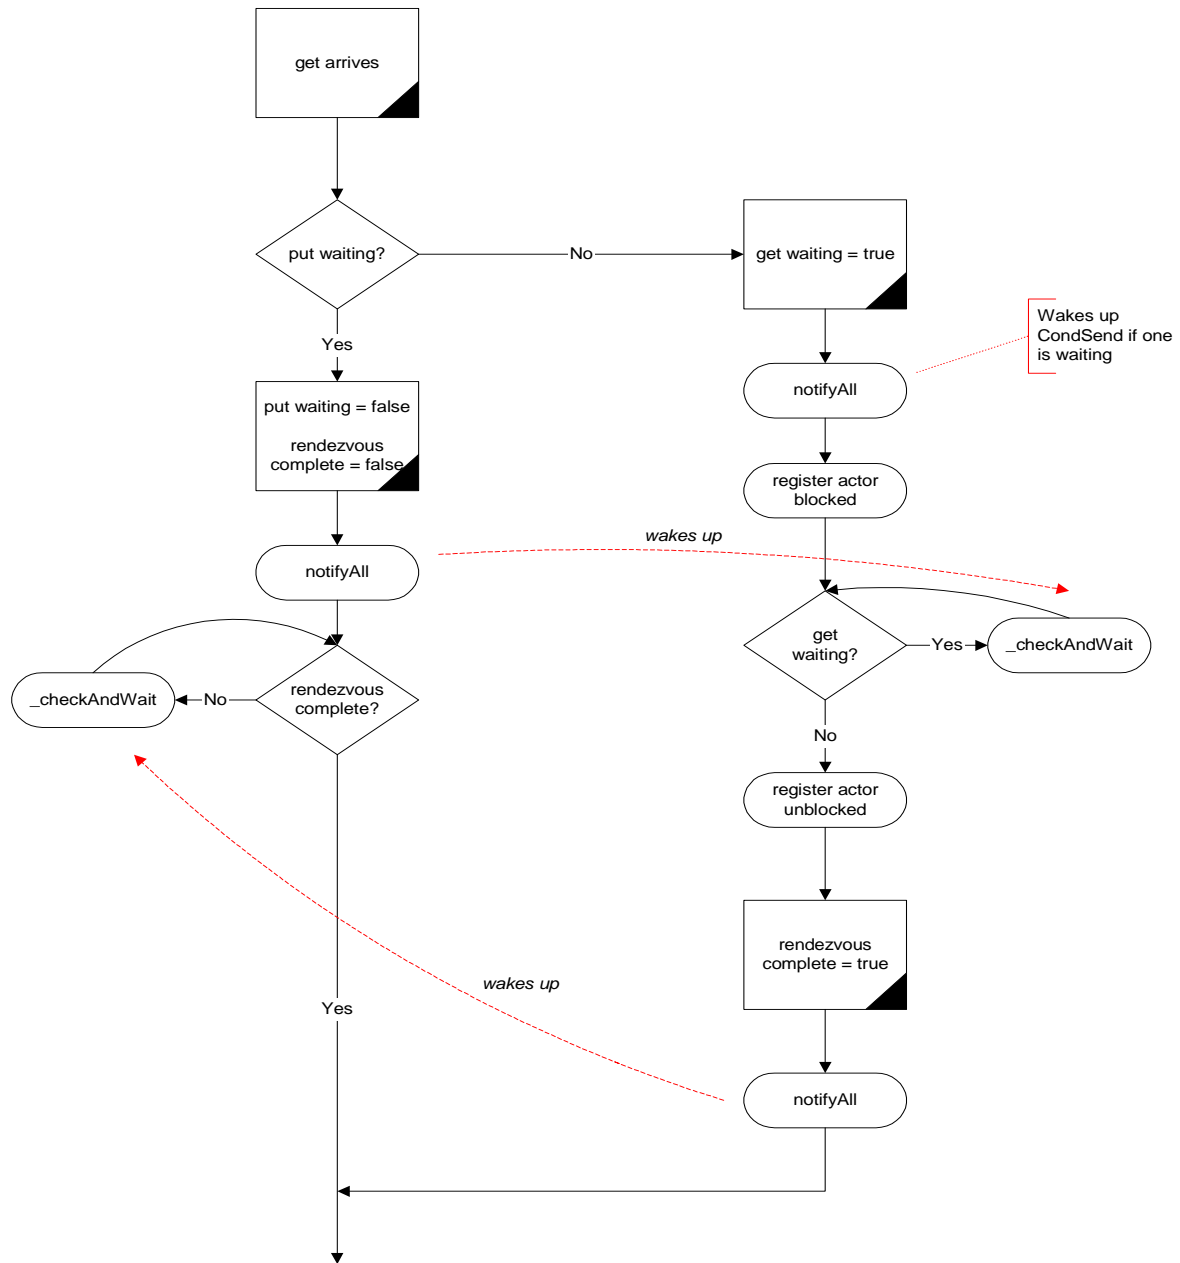 get arrives
put waiting?
No
get waiting = true
Wakes up
CondSend if one
is waiting
Yes
put waiting = false
rendezvous
complete = false
notifyAll
register actor
blocked
wakes up
notifyAll
get
waiting?
Yes
_checkAndWait
_checkAndWait
No
rendezvous
complete?
No
register actor
unblocked
rendezvous
complete = true
wakes up
Yes
notifyAll